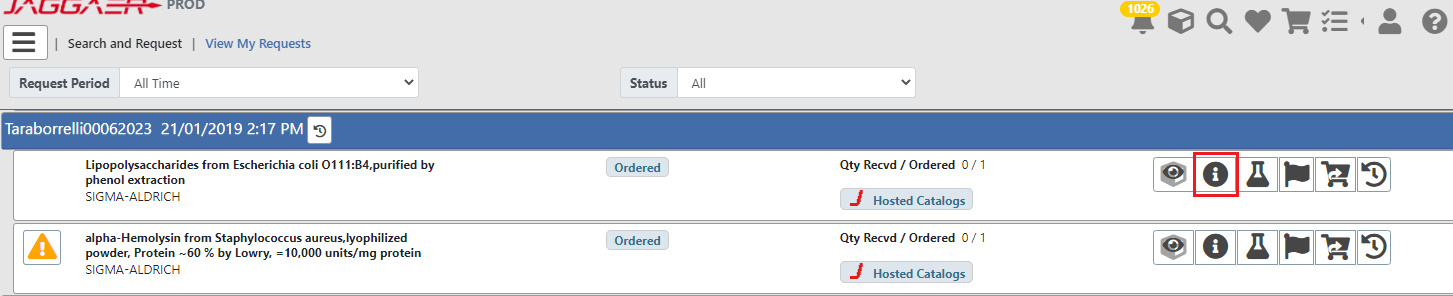 JAGGAER PROD
1026
| Search and Request | View My Requests
Request Period All Time
Status All
Taraborrelli00062023 21/01/2019 2:17 PM
Lipopolysaccharides from Escherichia coli O111:B4,purified by
phenol extraction
SIGMA-ALDRICH
Ordered
Qty Recvd / Ordered 0 / 1
Hosted Catalogs
alpha-Hemolysin from Staphylococcus aureus,lyophilized
powder, Protein ~60 % by Lowry, =10,000 units/mg protein
SIGMA-ALDRICH
Ordered
Qty Recvd / Ordered 0 / 1
Hosted Catalogs